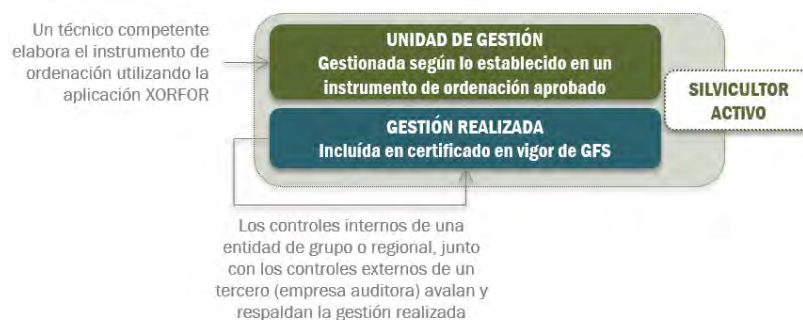 Un técnico competente
elabora el instrumento de
ordenación utilizando la
aplicación XORFOR
UNIDAD DE GESTIÓN
Gestionada según lo establecido en un
instrumento de ordenación aprobado
GESTIÓN REALIZADA
Incluída en certificado en vigor de GFS
SILVICULTOR
ACTIVO
Los controles internos de una
entidad de grupo o regional, junto
con los controles externos de un
tercero (empresa auditora) avalan y
respaldan la gestión realizada